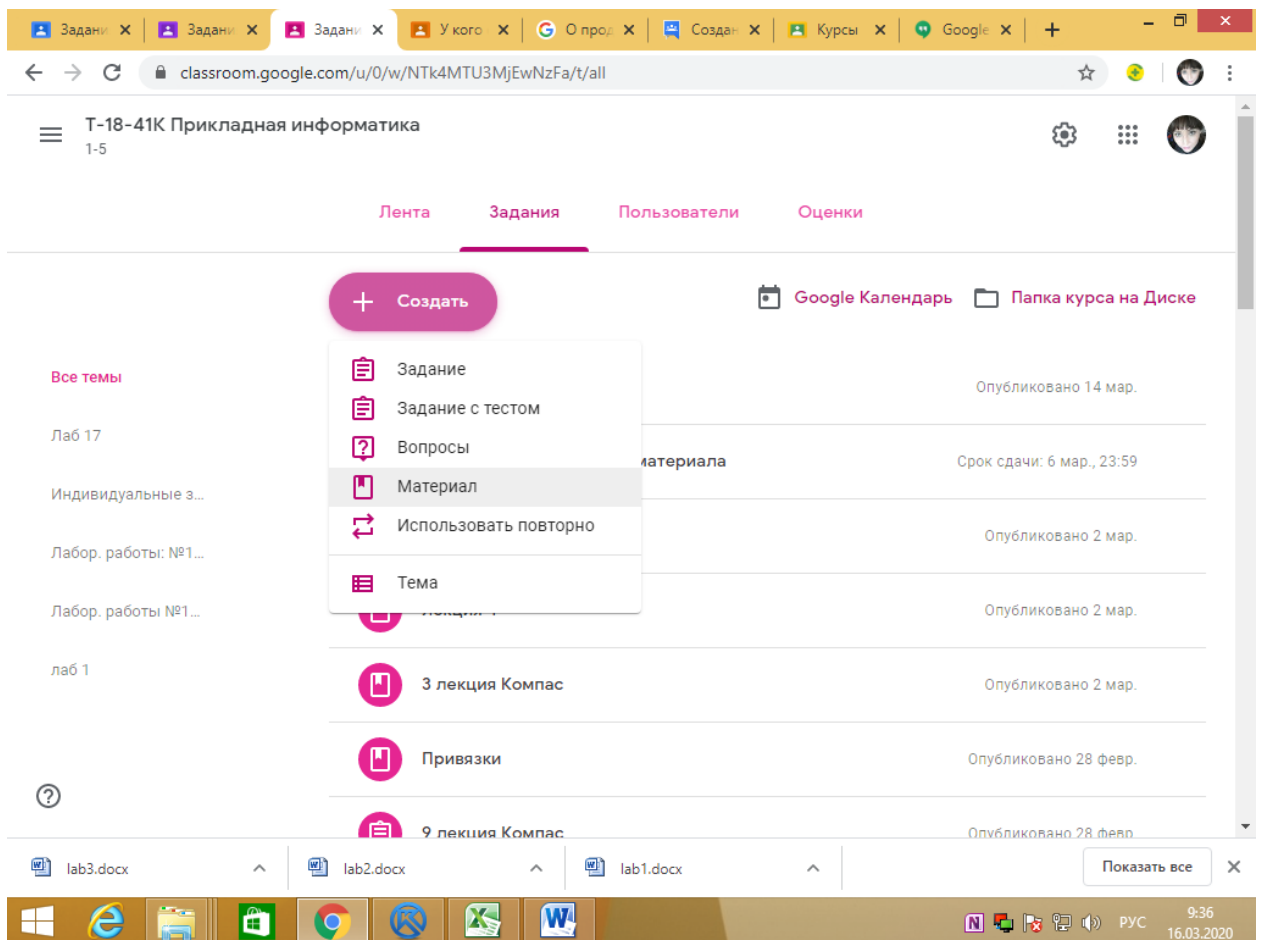 Задани
Задани
Задани
У кого
О прод
Создан
Курсы
Google
classroom.google.com/u/0/w/NTk4MTU3MjEwNzFa/t/all
Т-18-41К Прикладная информатика
1-5
Лента
Задания
Пользователи
Оценки
Создать
Google Календарь
Папка курса на Диске
Задание
Задание с тестом
Вопросы
Материал
Использовать повторно
Тема
Все темы
Лаб 17
Индивидуальные з...
Лабор. работы: №1...
Лабор. работы №1...
лаб 1
Опубликовано 14 мар.
материала
Срок сдачи: 6 мар., 23:59
Опубликовано 2 мар.
Опубликовано 2 мар.
3 лекция Компас
Опубликовано 2 мар.
Привязки
Опубликовано 28 февр.
9 лекция Компас
Опубликовано 28 февр.
lab3.docx
lab2.docx
lab1.docx
Показать все
РУС
9:36
16.03.2020